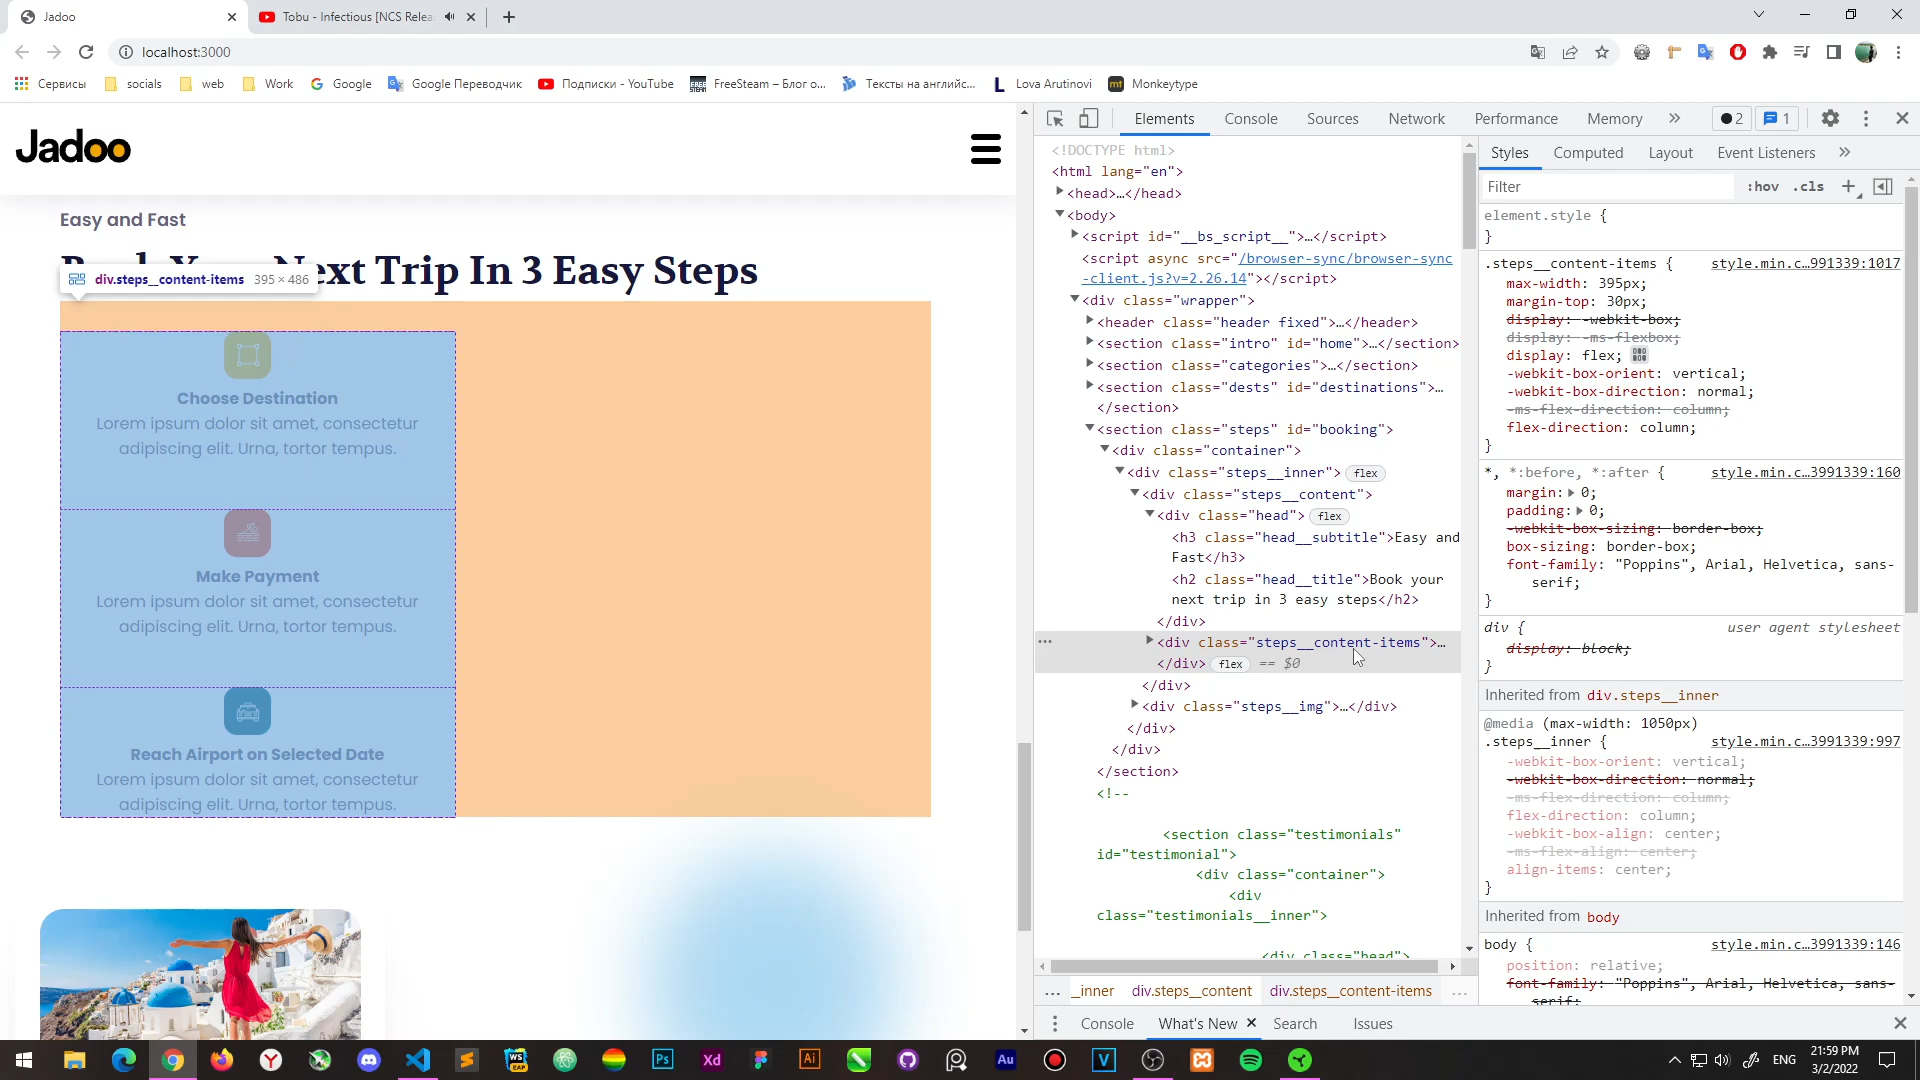 Jadoo
Tobu - Infectious [NCS Relea
localhost:3000
Сервисы
socials
web
Work
Google
Google Переводчик
Подписки - YouTube
FreeSteam – Блог о...
Тексты на английс...
Lova Arutinovi
Monkeytype
Jadoo
Easy and Fast
Next Trip In 3 Easy Steps
div.steps__content-items 395 × 486
Choose Destination
Lorem ipsum dolor sit amet, consectetur
adipiscing elit. Urna, tortor tempus.
Make Payment
Lorem ipsum dolor sit amet, consectetur
adipiscing elit. Urna, tortor tempus.
Reach Airport on Selected Date
Lorem ipsum dolor sit amet, consectetur
adipiscing elit. Urna, tortor tempus.
Elements
Console
Sources
Network
Performance
Memory
2
1
<!DOCTYPE html>
<html lang="en">
<head>…</head>
<body>
<script id="__bs_script__">…</script>
<script async src="/browser-sync/browser-sync
-client.js?v=2.26.14"></script>
<div class="wrapper">
<header class="header fixed">…</header>
<section class="intro" id="home">…</section>
<section class="categories">…</section>
<section class="dests" id="destinations">…
</section>
<section class="steps" id="booking">
<div class="container">
<div class="steps__inner"> flex
<div class="steps__content">
<div class="head"> flex
<h3 class="head__subtitle">Easy and
Fast</h3>
<h2 class="head__title">Book your
next trip in 3 easy steps</h2>
</div>
<div class="steps__content-items">…
</div> flex == $0
</div>
<div class="steps__img">…</div>
</div>
</div>
</section>
<!--
<section class="testimonials"
id="testimonial">
<div class="container">
<div
class="testimonials__inner">
<div class="head">
... _inner div.steps__content div.steps__content-items ...
Console
What's New
Search
Issues
Styles
Computed
Layout
Event Listeners
Filter
:hov .cls
element.style {
}
.steps__content-items { style.min.c…991339:1017
max-width: 395px;
margin-top: 30px;
display: -webkit-box;
display: -ms-flexbox;
display: flex;
-webkit-box-orient: vertical;
-webkit-box-direction: normal;
-ms-flex-direction: column;
flex-direction: column;
}
*, *:before, *:after { style.min.c…3991339:160
margin: 0;
padding: 0;
-webkit-box-sizing: border-box;
box-sizing: border-box;
font-family: "Poppins", Arial, Helvetica, sans-
serif;
}
div { user agent stylesheet
display: block;
}
Inherited from div.steps__inner
@media (max-width: 1050px)
.steps__inner { style.min.c…3991339:997
-webkit-box-orient: vertical;
-webkit-box-direction: normal;
-ms-flex-direction: column;
flex-direction: column;
-webkit-box-align: center;
-ms-flex-align: center;
align-items: center;
}
Inherited from body
body { style.min.c…3991339:146
position: relative;
font-family: "Poppins", Arial, Helvetica, sans-
serif;
WS
EAP
Ps
Xd
Ai
Au
V
ENG
21:59 PM
3/2/2022